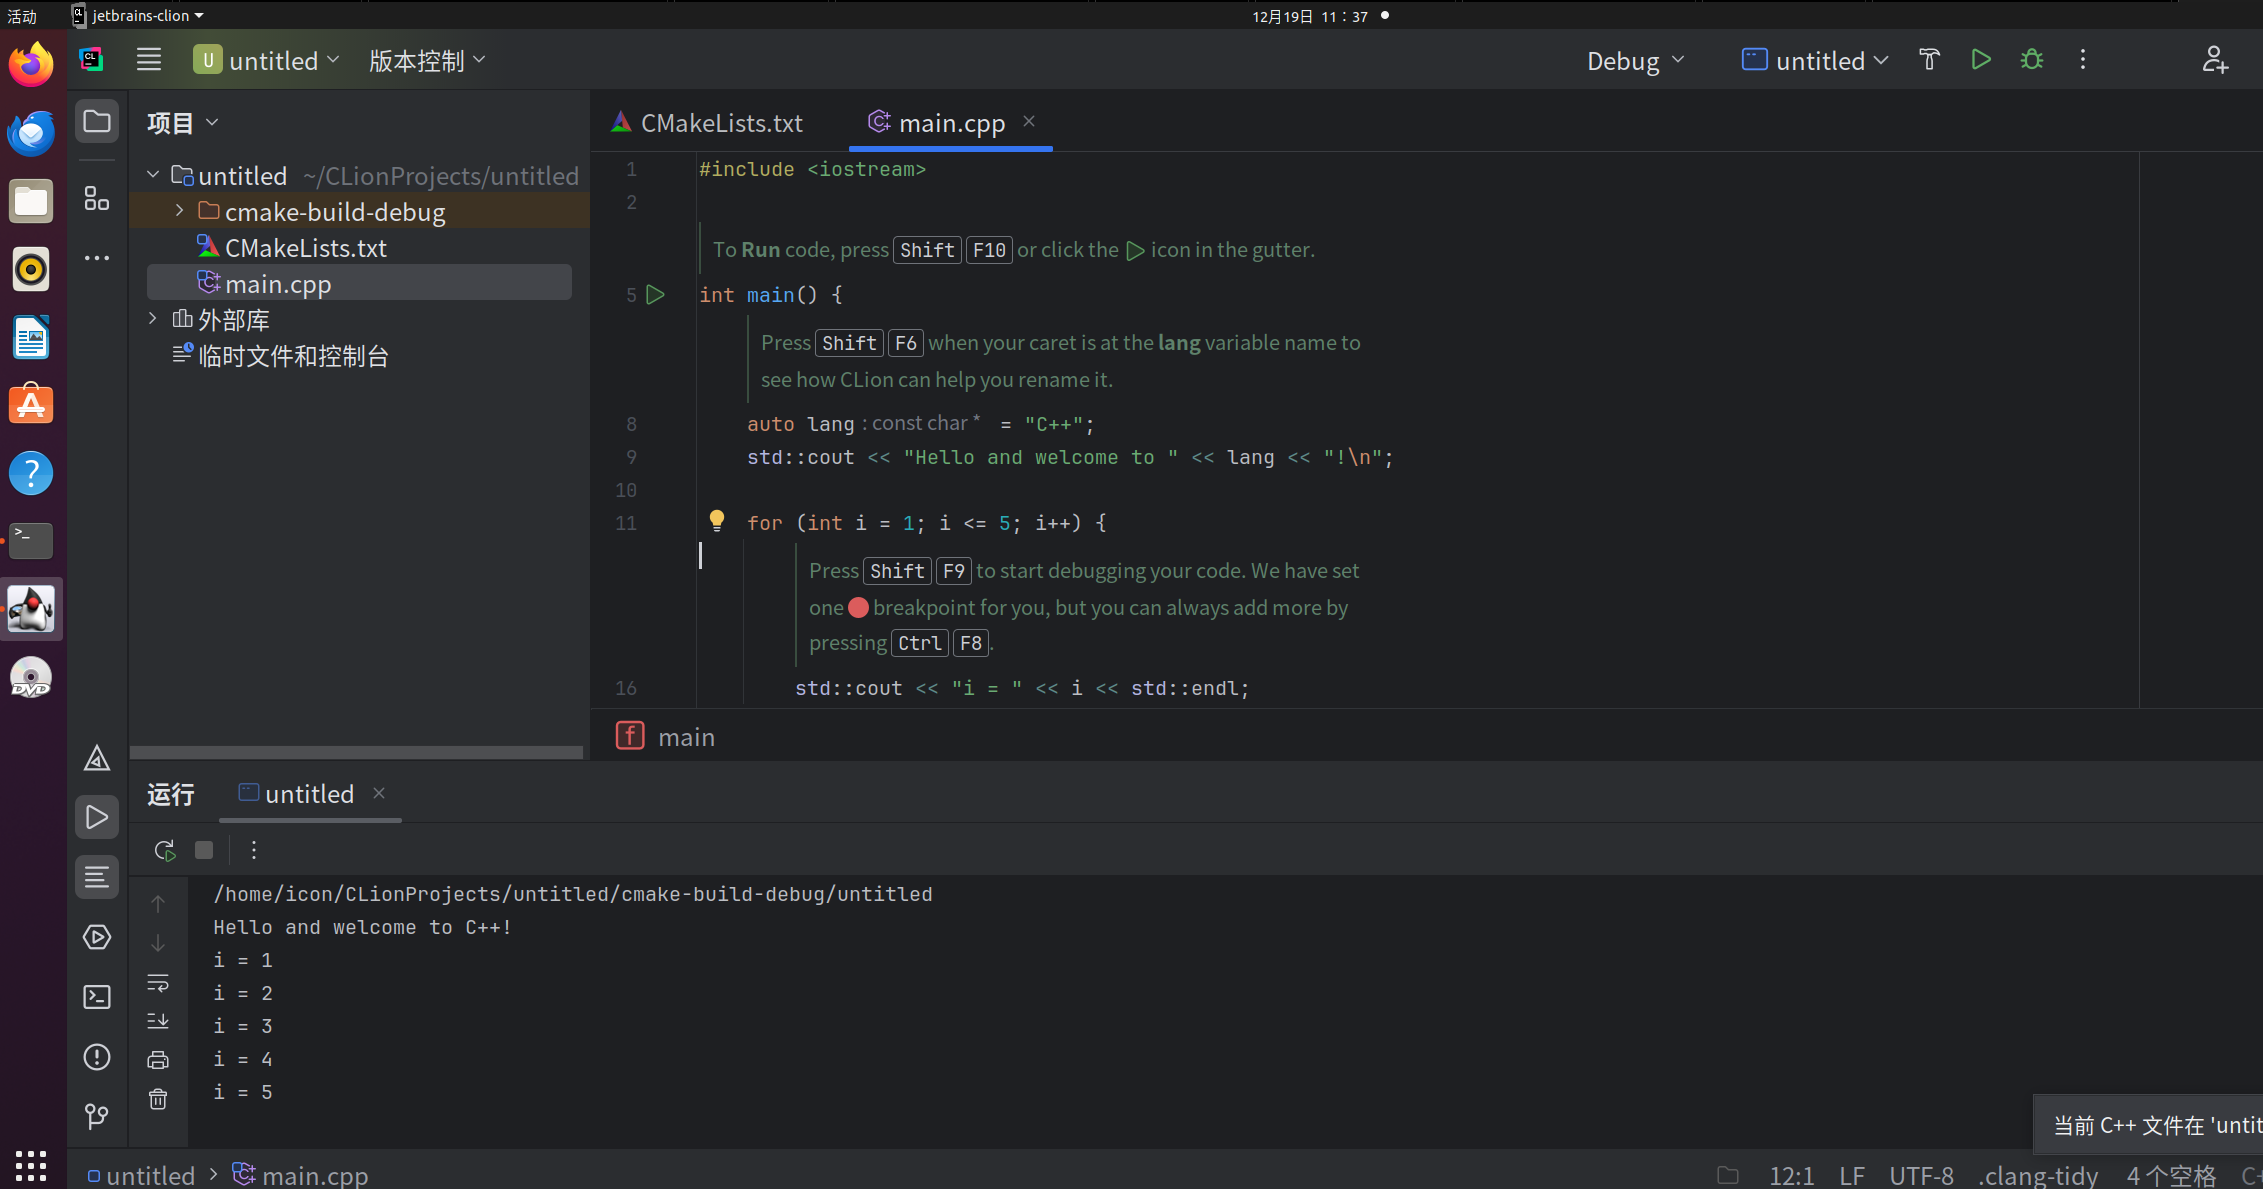 活动
jetbrains-clion
12月19日 11：37
U untitled
版本控制
Debug
untitled
项目
CMakeLists.txt
main.cpp
untitled ~/CLionProjects/untitled
cmake-build-debug
CMakeLists.txt
main.cpp
外部库
临时文件和控制台
1 #include <iostream>
2
To Run code, press Shift F10 or click the icon in the gutter.
5 int main() {
Press Shift F6 when your caret is at the lang variable name to
see how CLion can help you rename it.
8 auto lang : const char * = "C++";
9 std::cout << "Hello and welcome to " << lang << "!\n";
10
11 for (int i = 1; i <= 5; i++) {
Press Shift F9 to start debugging your code. We have set
one breakpoint for you, but you can always add more by
pressing Ctrl F8.
16 std::cout << "i = " << i << std::endl;
f main
运行
untitled
/home/icon/CLionProjects/untitled/cmake-build-debug/untitled
Hello and welcome to C++!
i = 1
i = 2
i = 3
i = 4
i = 5
当前 C++ 文件在 'untit
untitled > main.cpp
12:1 LF UTF-8 .clang-tidy 4 个空格